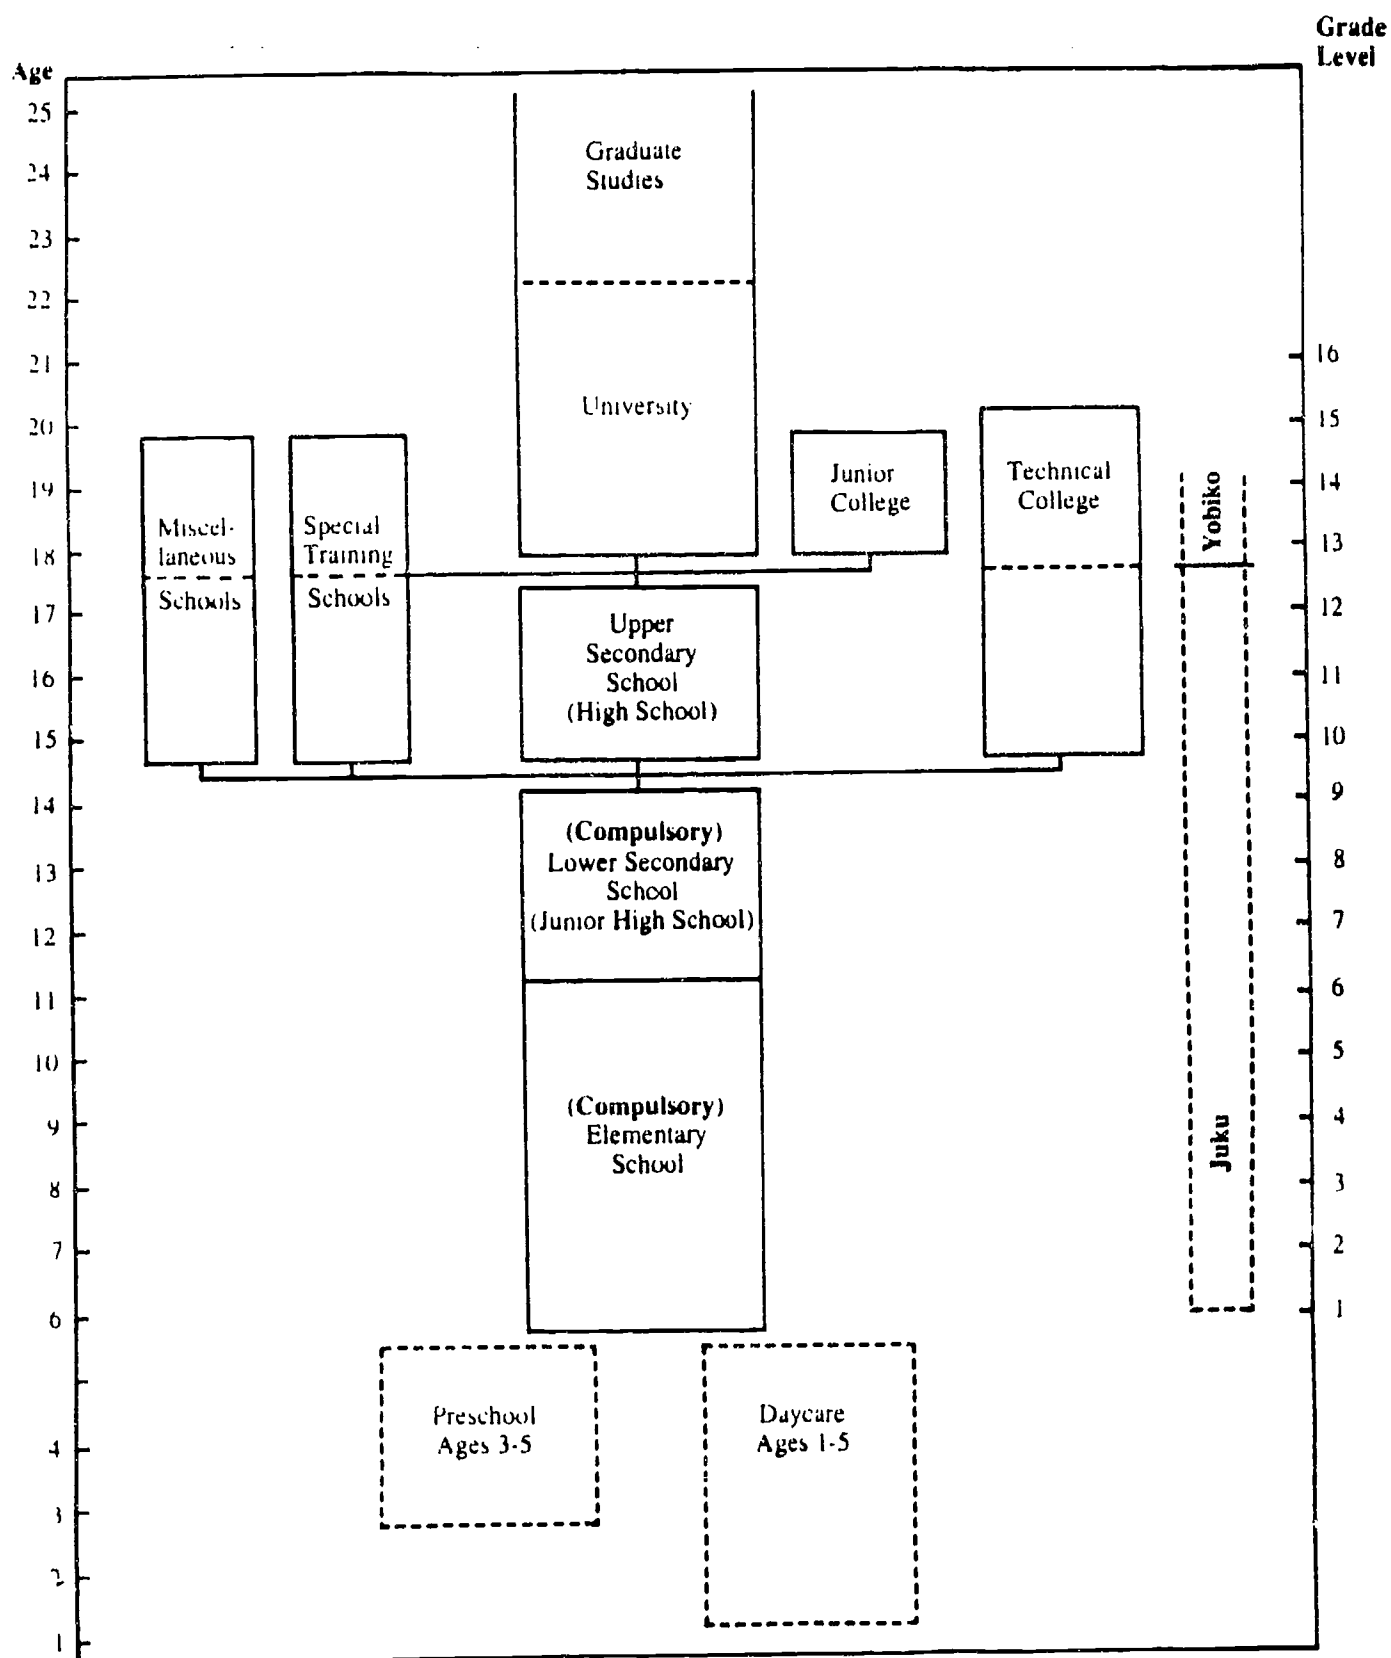 Grade
Level
Age
25
24
23
22
21
20
19
18
17
16
15
14
13
12
11
10
9
8
7
6
4
3
2
1
Graduate
Studies
University
Miscel-
laneous
Schools
Special
Training
Schools
Junior
College
Technical
College
Yobiko
Upper
Secondary
School
(High School)
(Compulsory)
Lower Secondary
School
(Junior High School)
(Compulsory)
Elementary
School
Juku
Preschool
Ages 3-5
Daycare
Ages 1-5
16
15
14
13
12
11
10
9
8
7
6
5
4
3
2
1